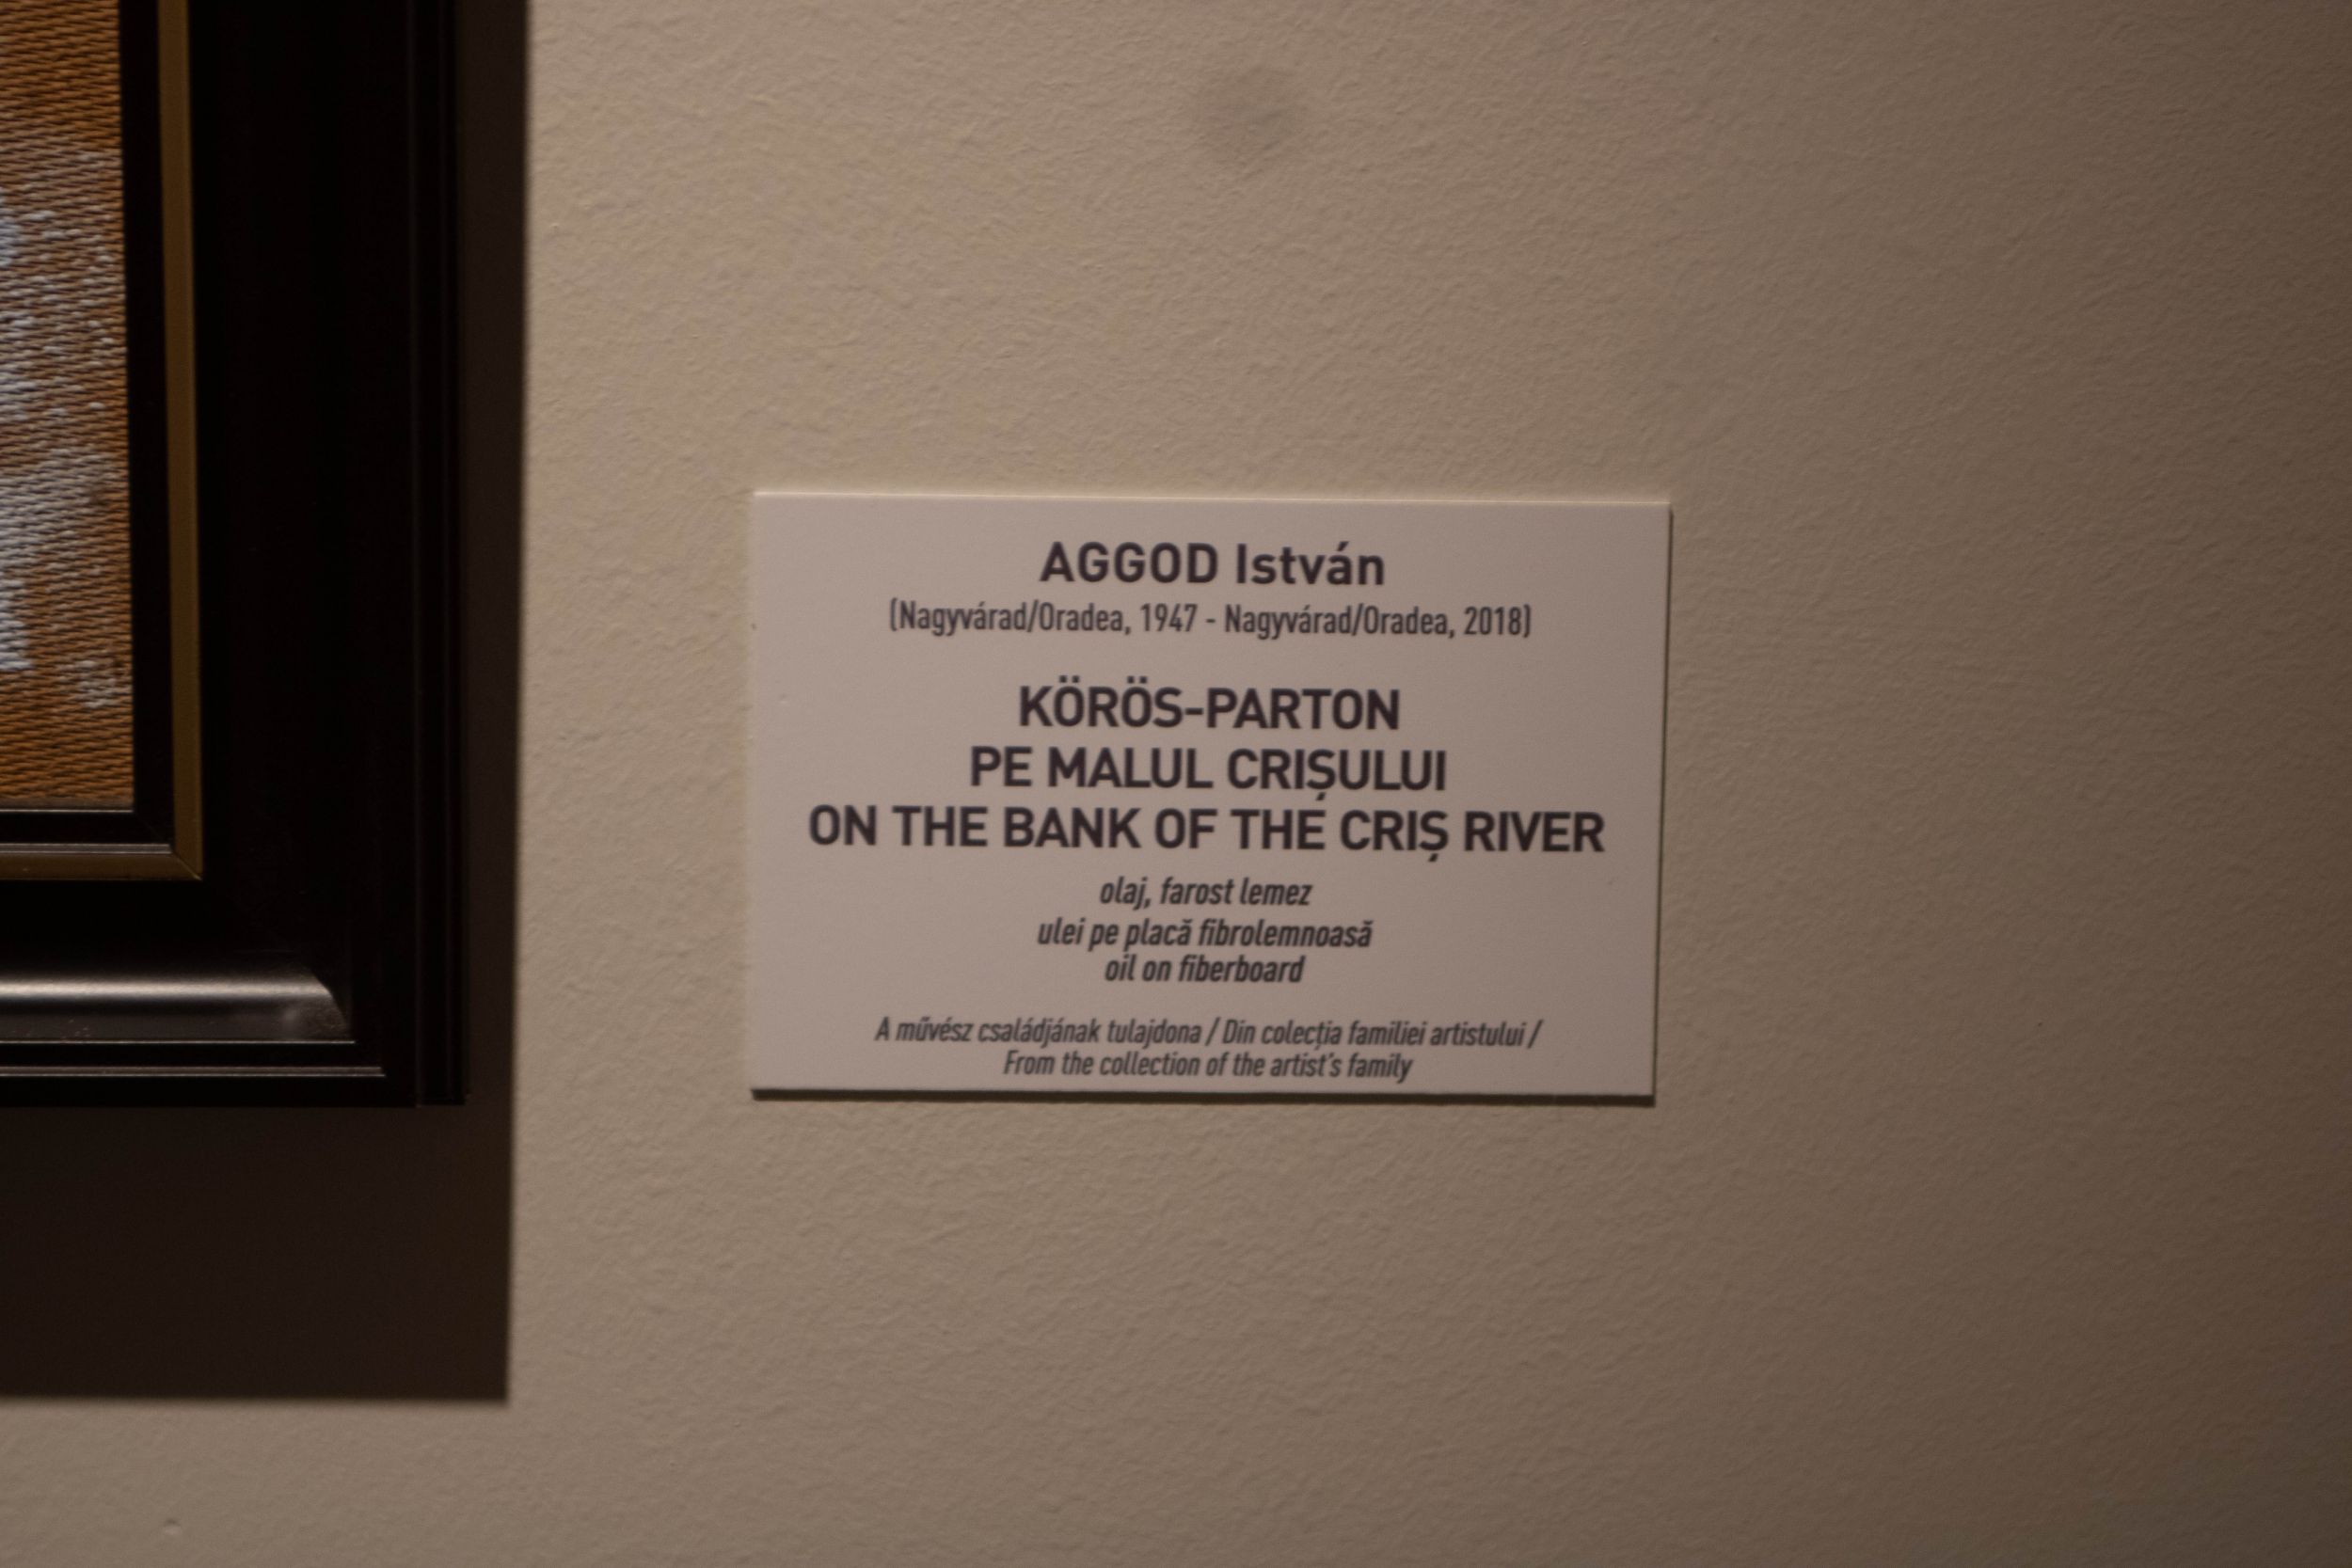 AGGOD István
(Nagyvárad/Oradea, 1947 - Nagyvárad/Oradea, 2018)
KÖRÖS-PARTON
PE MALUL CRIȘULUI
ON THE BANK OF THE CRIȘ RIVER
olaj, farost lemez
ulei pe placă fibrolemnoasă
oil on fiberboard
A művész családjának tulajdona / Din colecția familiei artistului /
From the collection of the artist's family